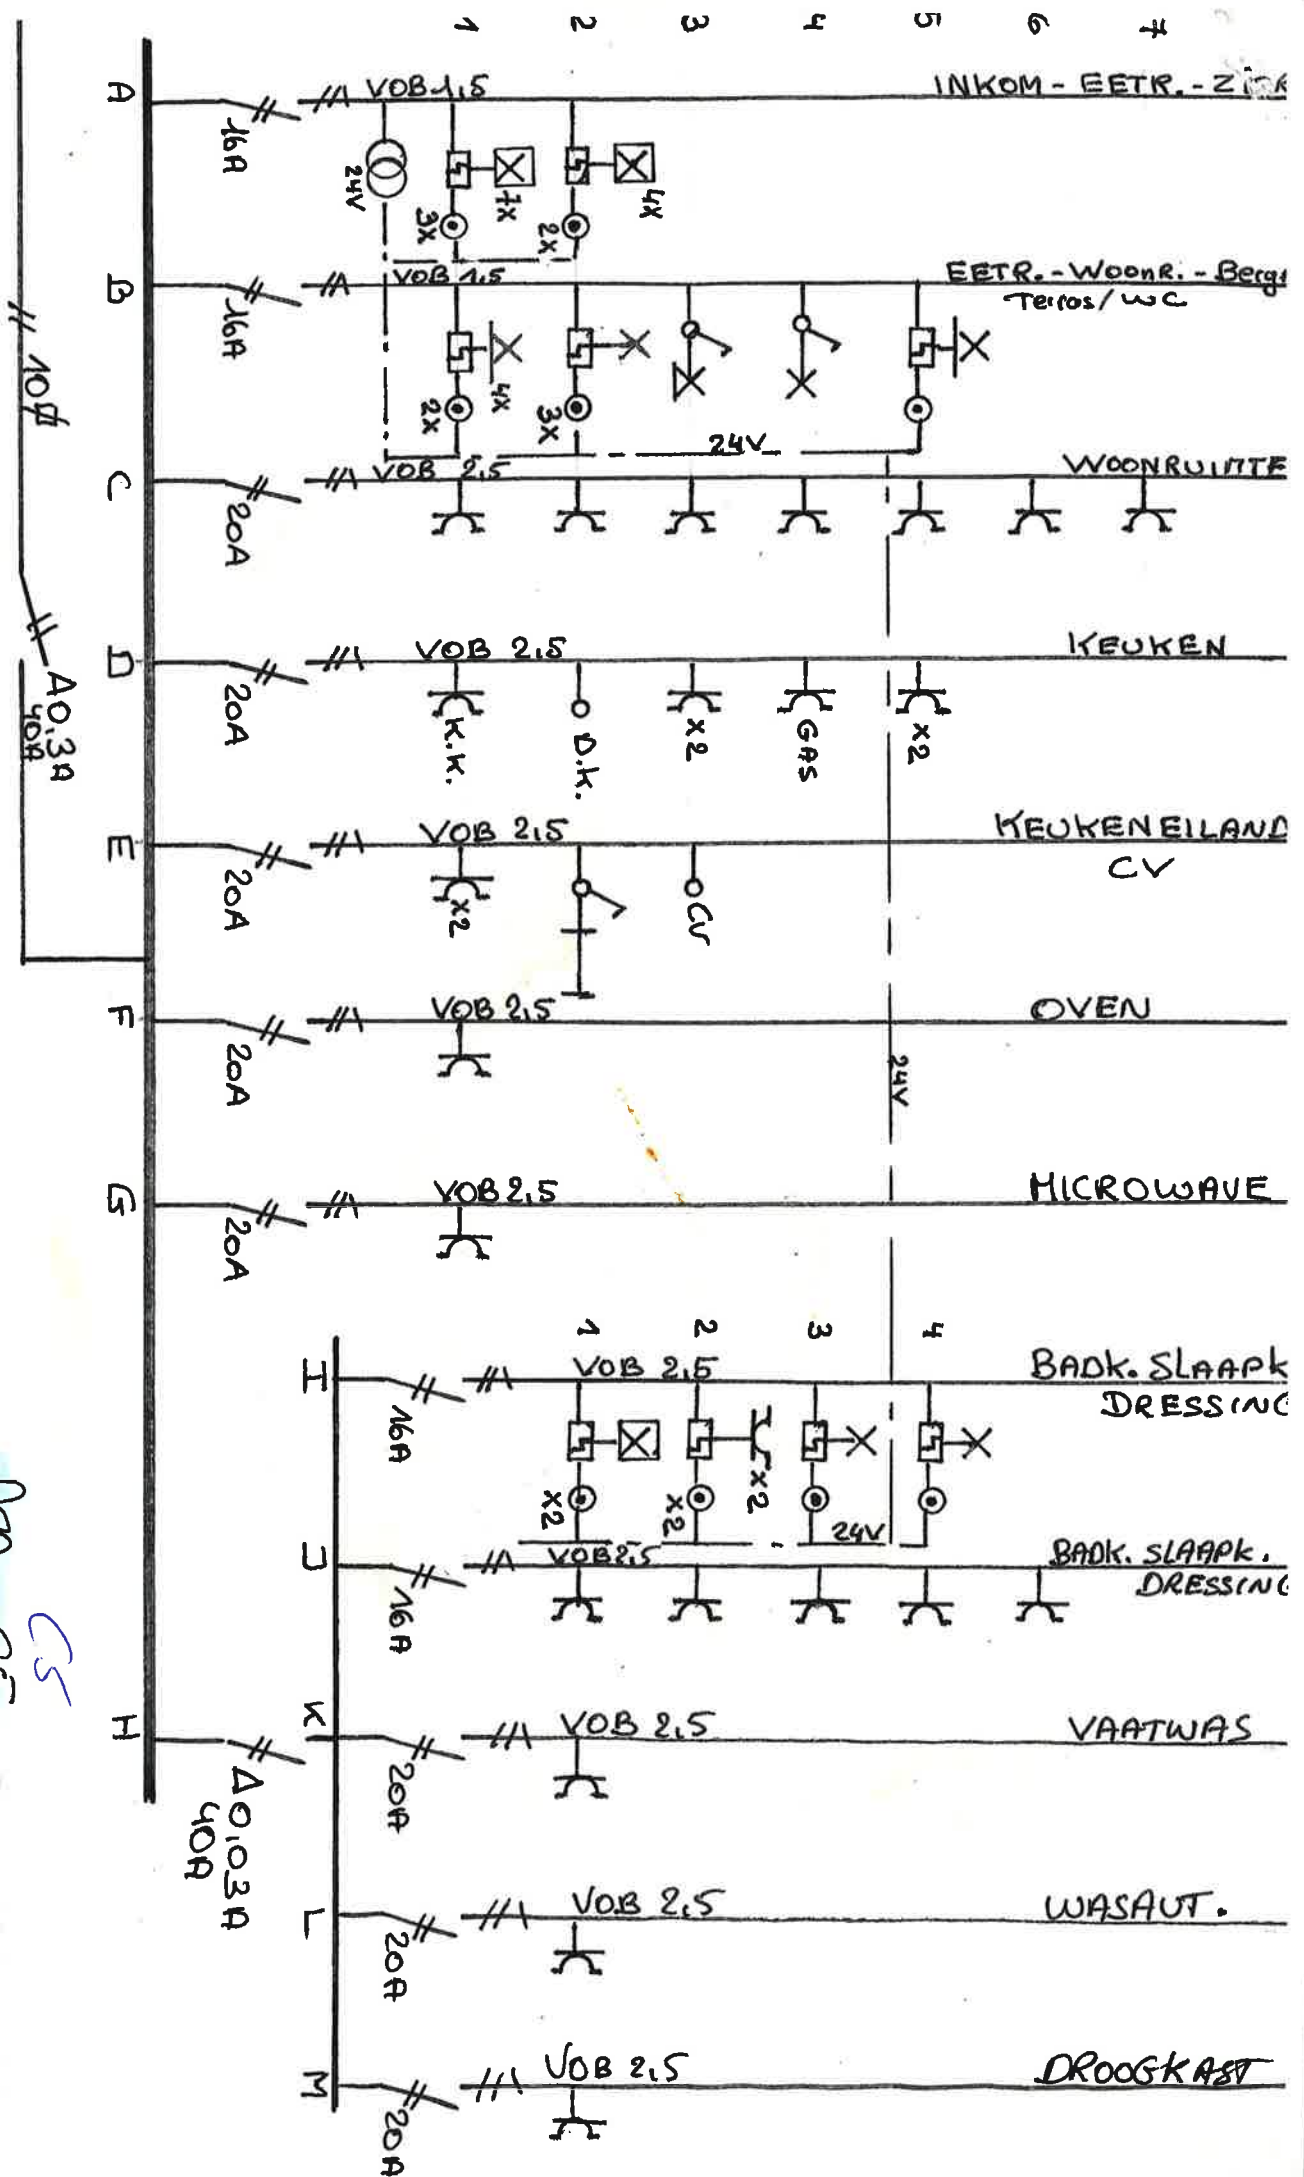 1 2 3 4 5 6 7
A
16A
VOB 1,5
INKOM - EETR. -
24V
3X
7X
2X
4X
B
16A
VOB 1,5
EETR. - WOONR. - Berg
Terras/WC
2X
4X
3X
24V
C
20A
VOB 2,5
WOONRUIMTE
// 10
D
20A
VOB 2,5
KEUKEN
K.K.
D.K.
X2
GAS
X2
Δ0,3A
40A
E
20A
VOB 2,5
KEUKENEILAND
CV
X2
CV
F
20A
VOB 2,5
OVEN
24V
G
20A
VOB 2,5
MICROWAVE
1 2 3 4
H
16A
VOB 2,5
BADK. SLAAPK
DRESSING
X2
X2
X2
24V
J
16A
VOB 2,5
BADK. SLAAPK.
DRESSING
I
Δ0,03A
40A
K
20A
VOB 2,5
VAATWAS
L
20A
VOB 2,5
WASAUT.
M
20A
VOB 2,5
DROOGKAST